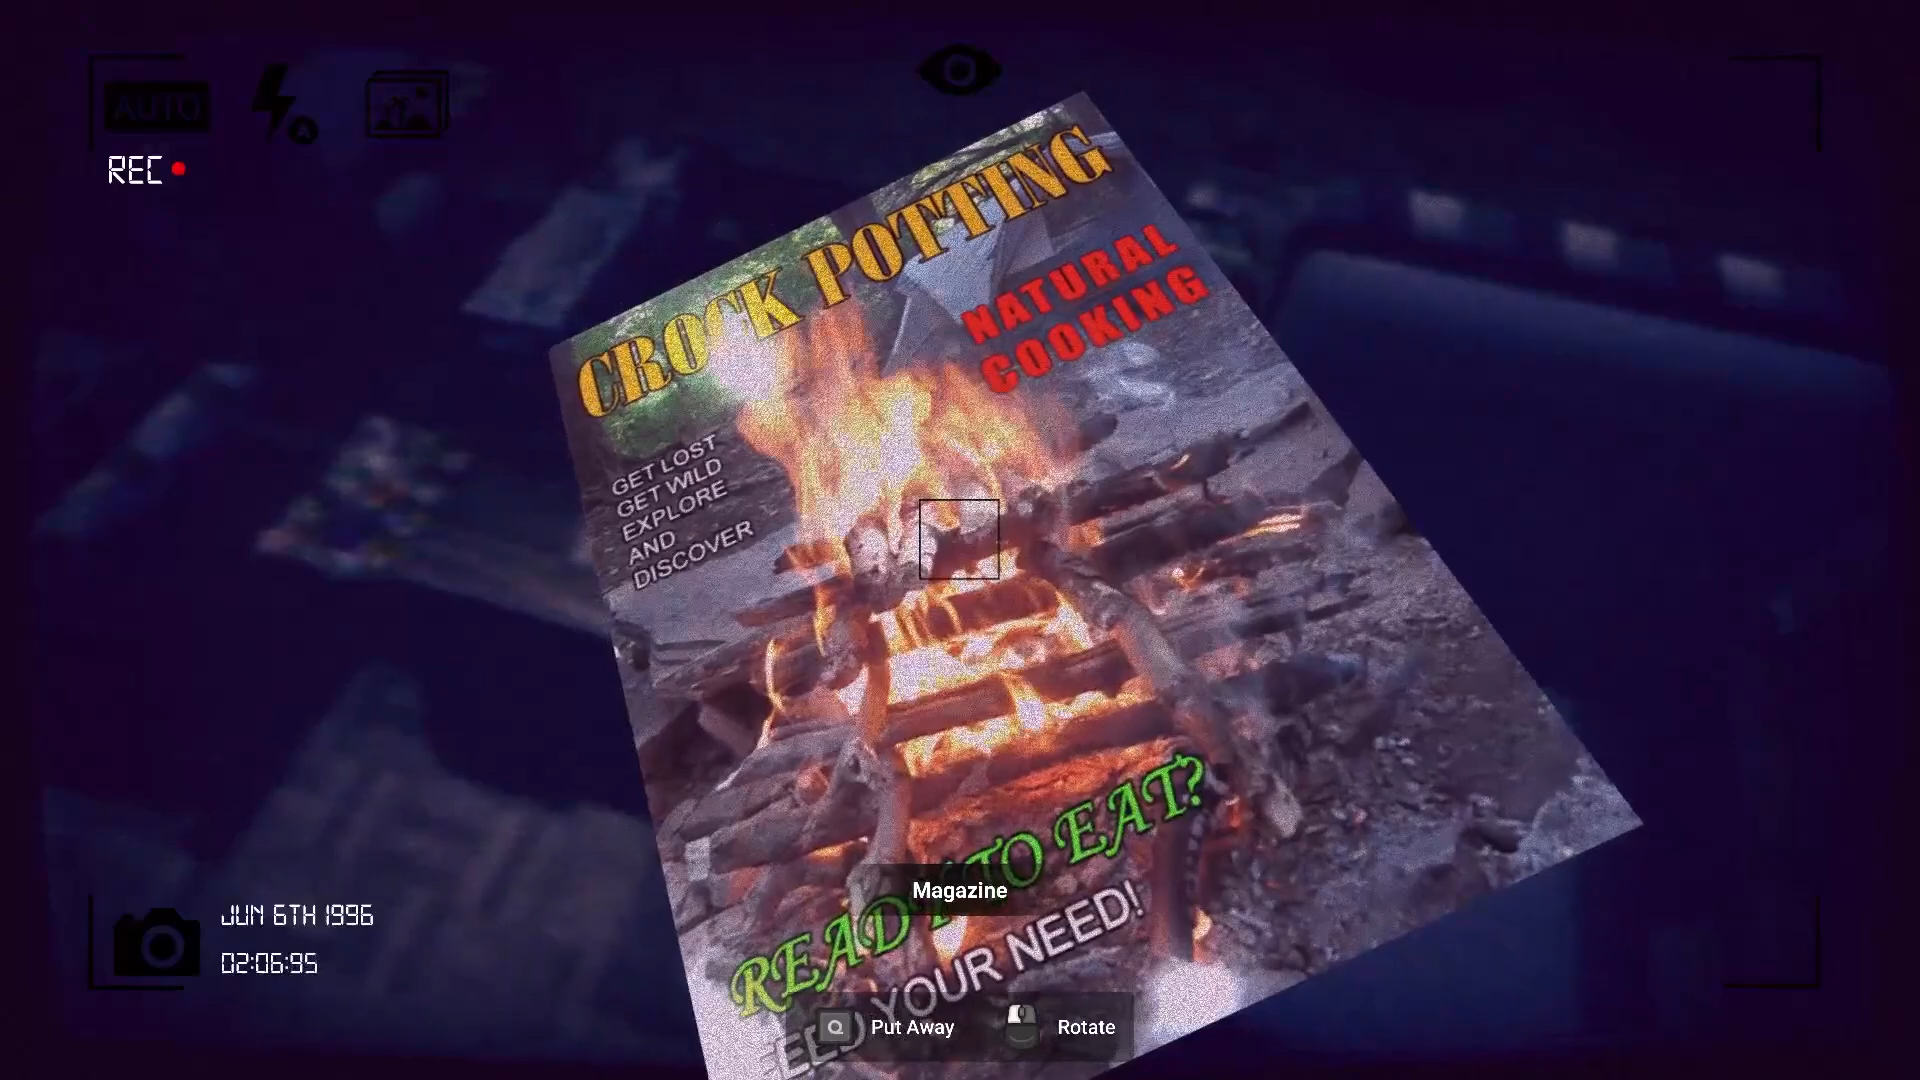 AUTO
A
REC
CROCK POTTING
NATURAL
COOKING
GET LOST
GET WILD
EXPLORE
AND
DISCOVER
READY TO EAT?
FEED YOUR NEED!
Magazine
JUN 6TH 1996
02:06:95
Q Put Away Rotate